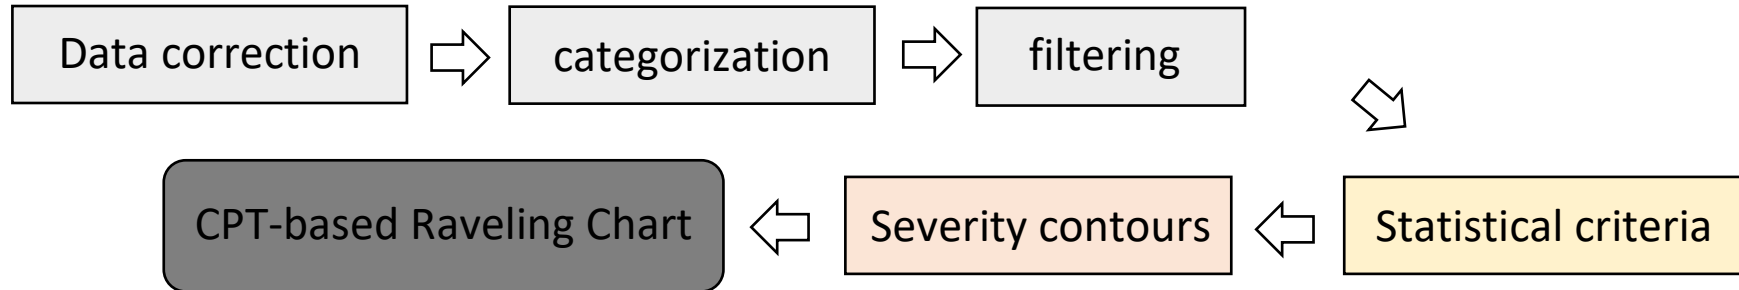 Data correction
categorization
filtering
Statistical criteria
Severity contours
CPT-based Raveling Chart